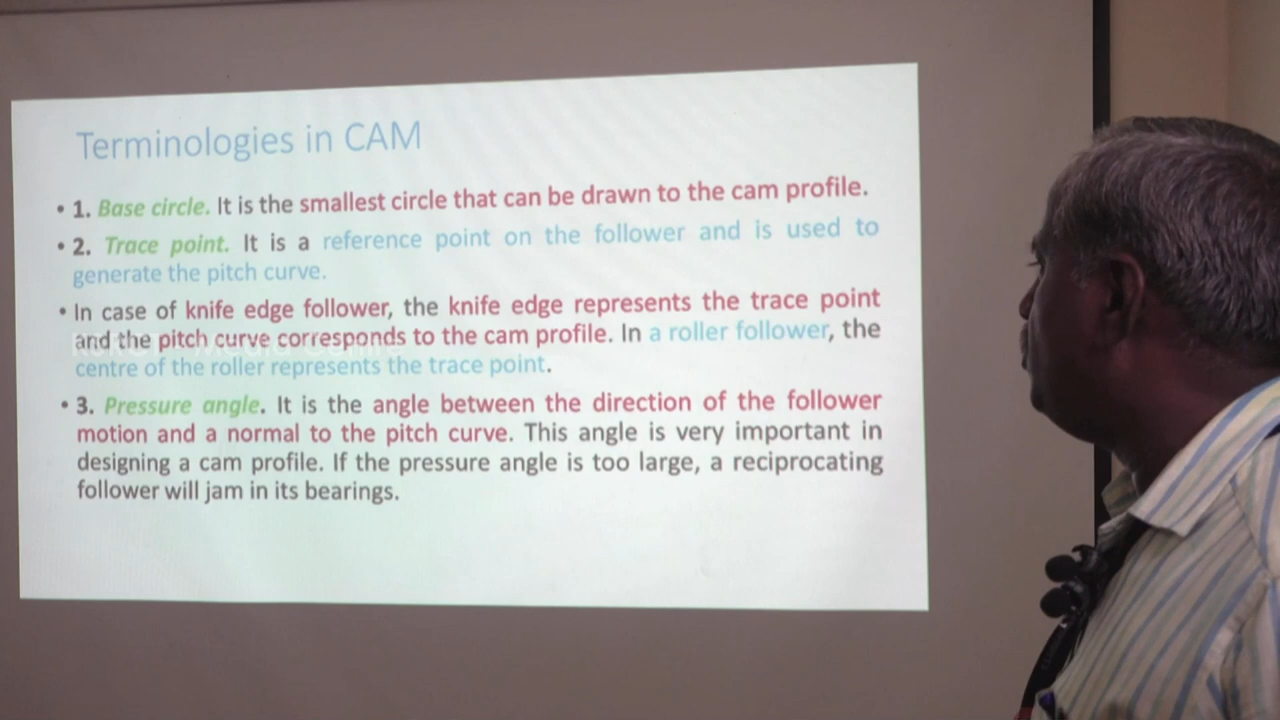 Terminologies in CAM
• 1. Base circle. It is the smallest circle that can be drawn to the cam profile.
• 2. Trace point. It is a reference point on the follower and is used to
generate the pitch curve.
• In case of knife edge follower, the knife edge represents the trace point
and the pitch curve corresponds to the cam profile. In a roller follower, the
centre of the roller represents the trace point.
• 3. Pressure angle. It is the angle between the direction of the follower
motion and a normal to the pitch curve. This angle is very important in
designing a cam profile. If the pressure angle is too large, a reciprocating
follower will jam in its bearings.